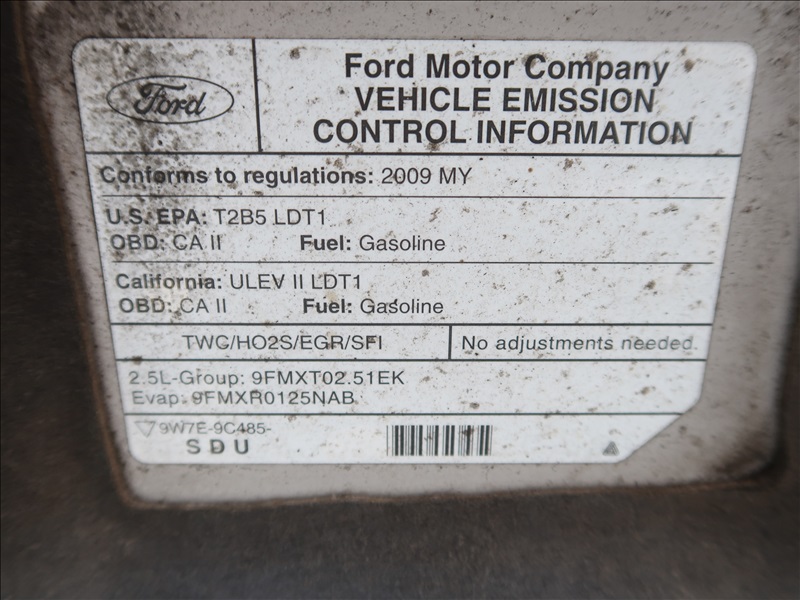 Ford
Ford Motor Company
VEHICLE EMISSION
CONTROL INFORMATION
Conforms to regulations: 2009 MY
U.S. EPA: T2B5 LDT1
OBD: CA II Fuel: Gasoline
California: ULEV II LDT1
OBD: CA II Fuel: Gasoline
TWC/HO2S/EGR/SFI
No adjustments needed.
2.5L-Group: 9FMXT02.51EK
Evap: 9FMXR0125NAB
9W7E-9C485-
SDU